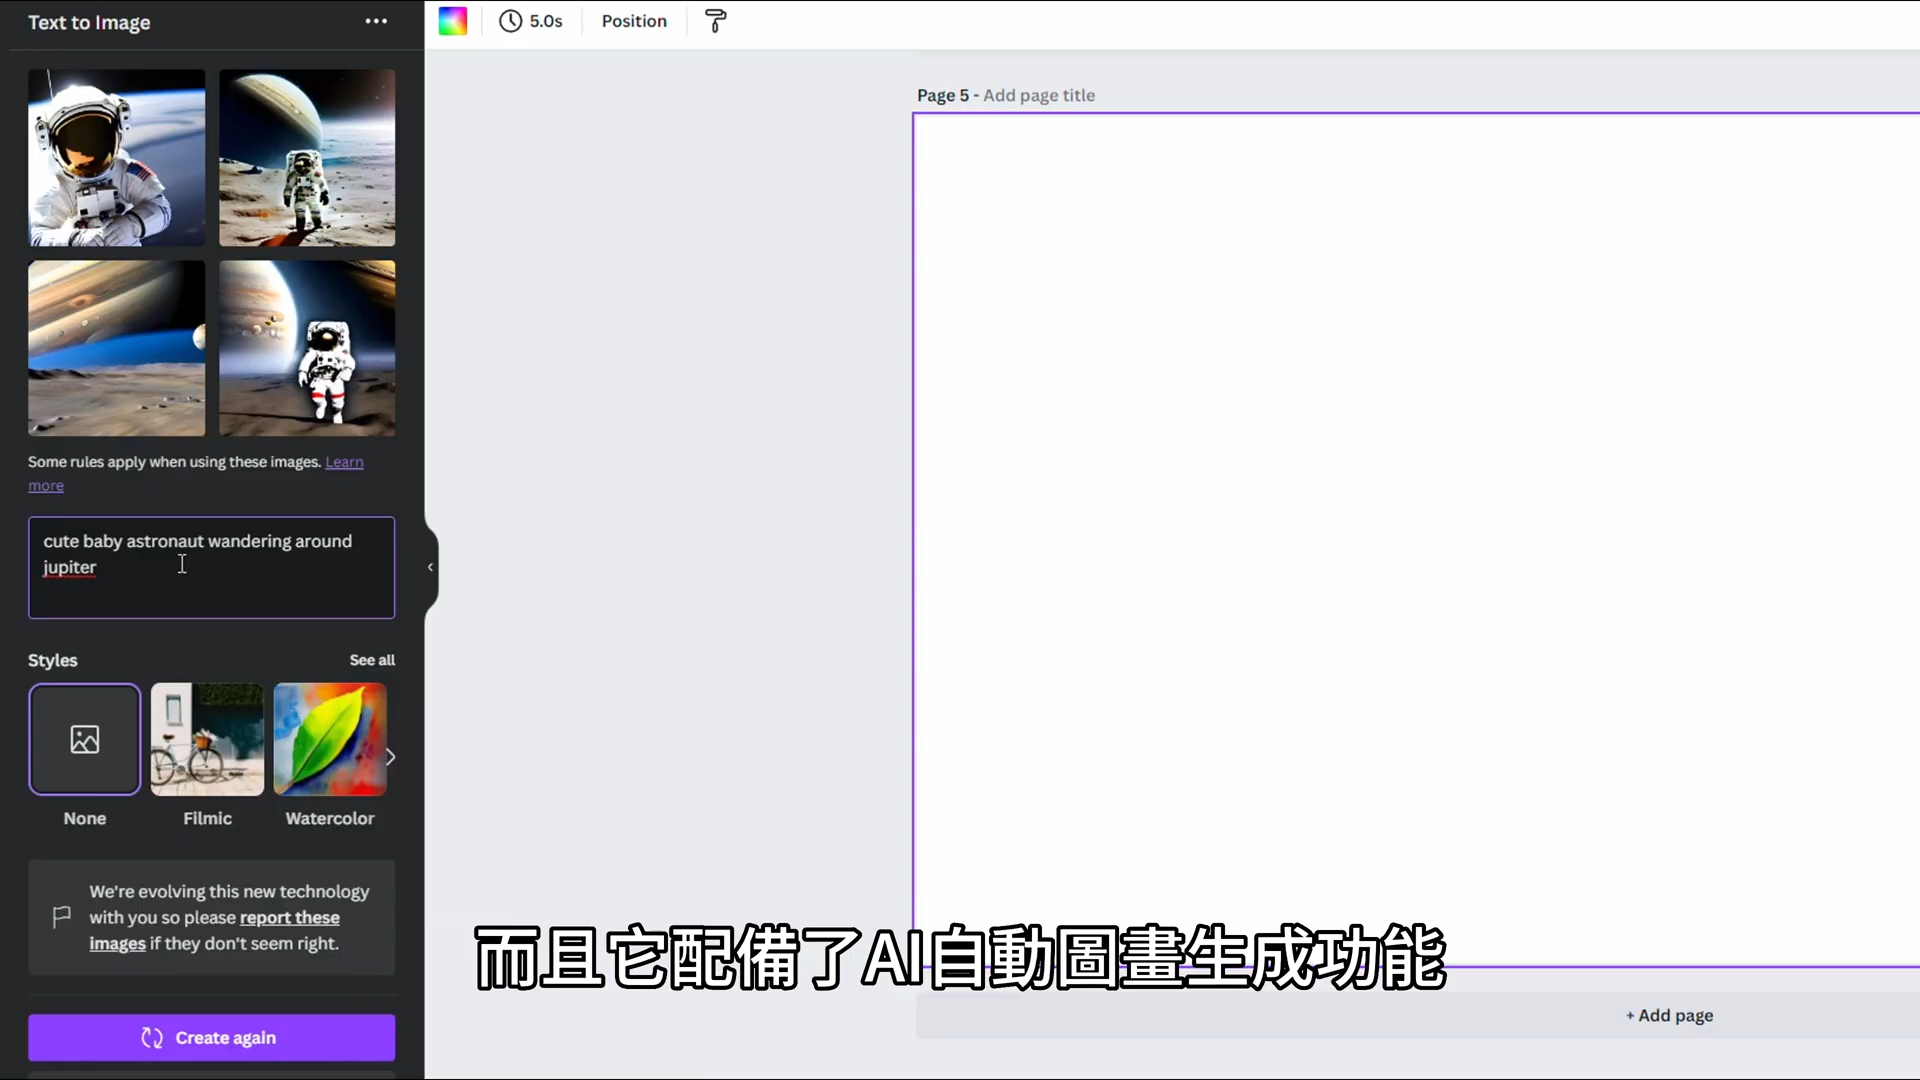 Text to Image
5.0s
Position
Page 5 - Add page title
Some rules apply when using these images. Learn
more
cute baby astronaut wandering around
jupiter
Styles
See all
None
Filmic
Watercolor
We're evolving this new technology
with you so please report these
images if they don't seem right.
Create again
而且它配備了AI自動圖畫生成功能
+ Add page